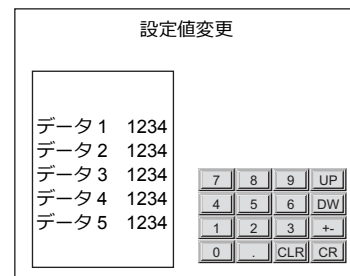 設定値変更
データ1 1234
データ2 1234
データ3 1234
データ4 1234
データ5 1234
7 8 9 UP
4 5 6 DW
1 2 3 +-
0 . CLR CR